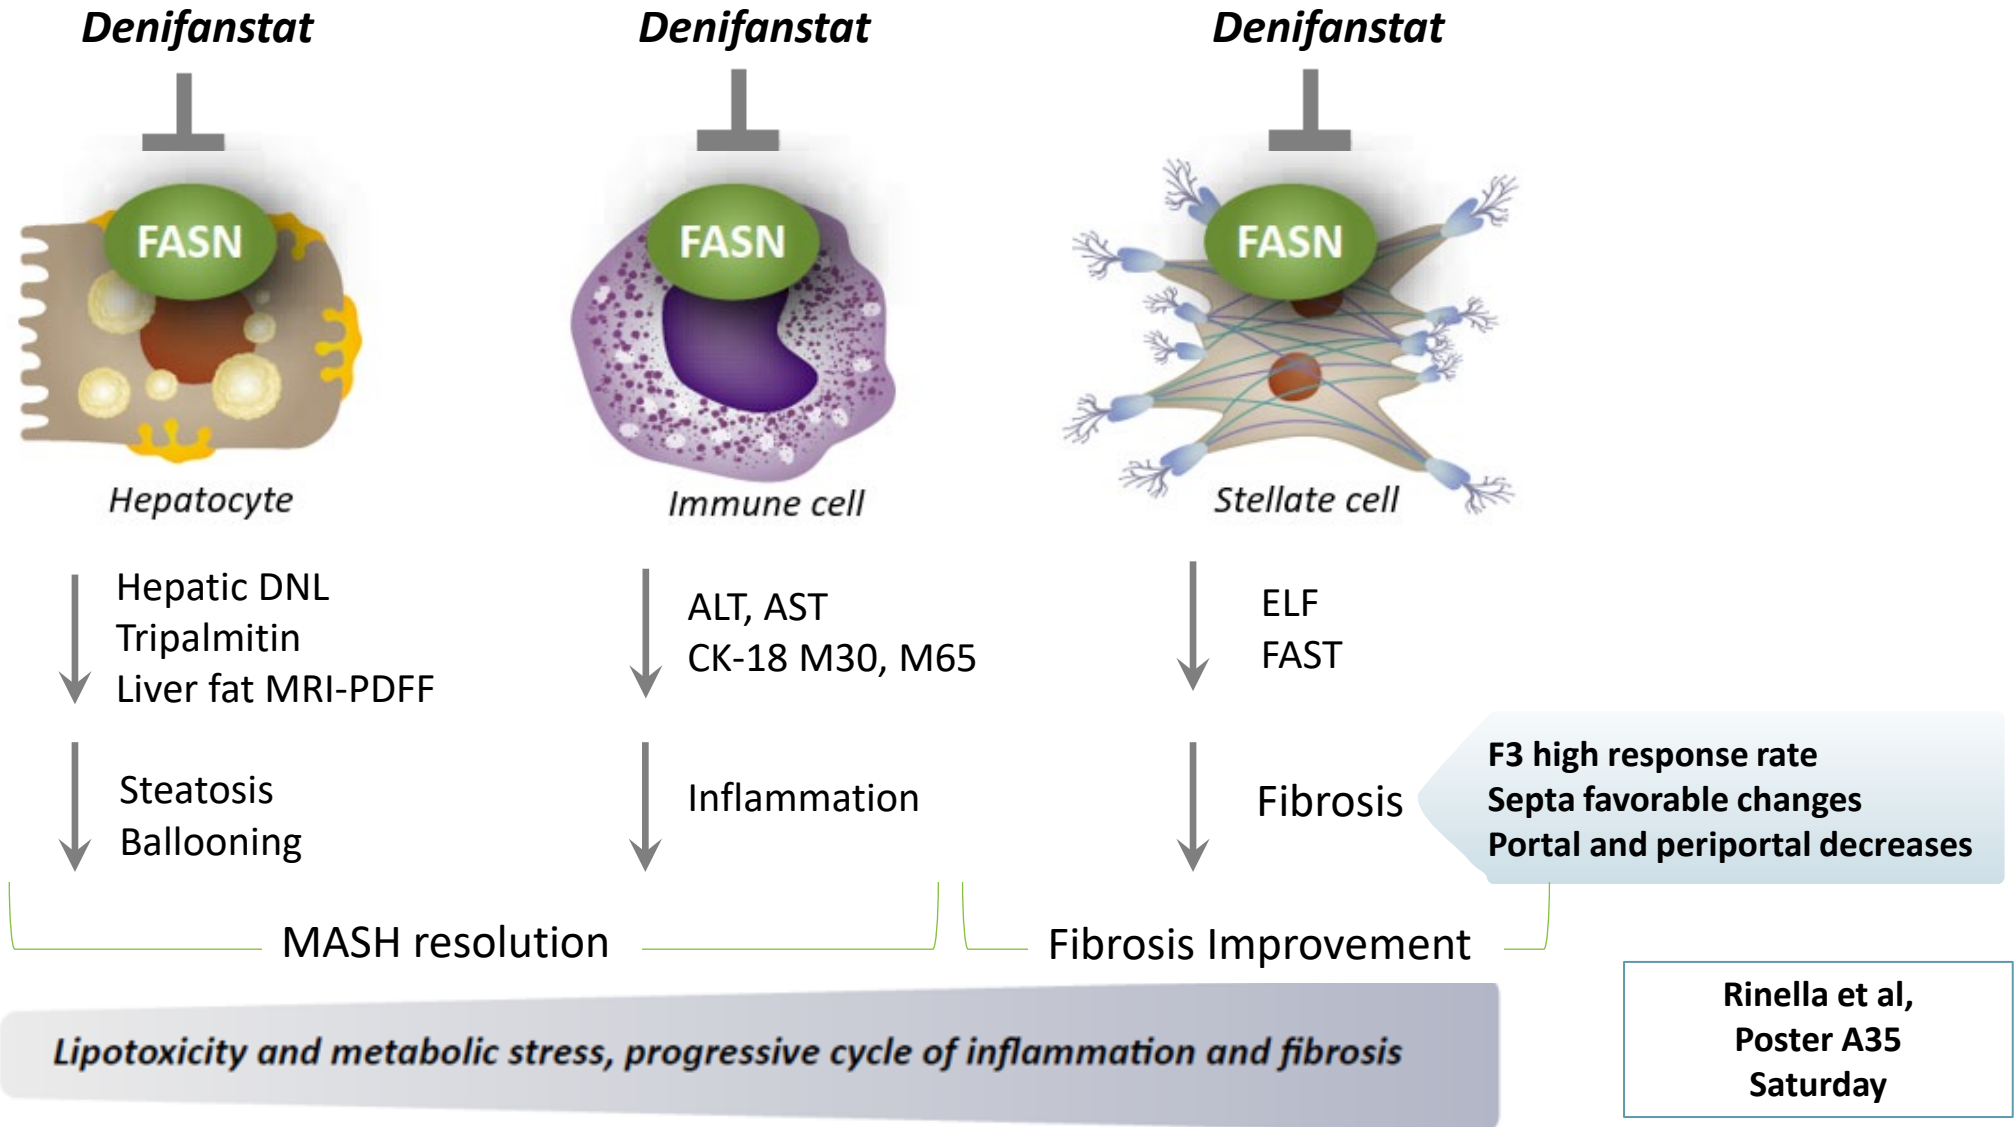 Denifanstat
Denifanstat
Denifanstat
FASN
FASN
FASN
Hepatocyte
Immune cell
Stellate cell
Hepatic DNL
Tripalmitin
Liver fat MRI-PDFF
ALT, AST
CK-18 M30, M65
ELF
FAST
Steatosis
Ballooning
Inflammation
Fibrosis
F3 high response rate
Septa favorable changes
Portal and periportal decreases
MASH resolution
Fibrosis Improvement
Lipotoxicity and metabolic stress, progressive cycle of inflammation and fibrosis
Rinella et al,
Poster A35
Saturday